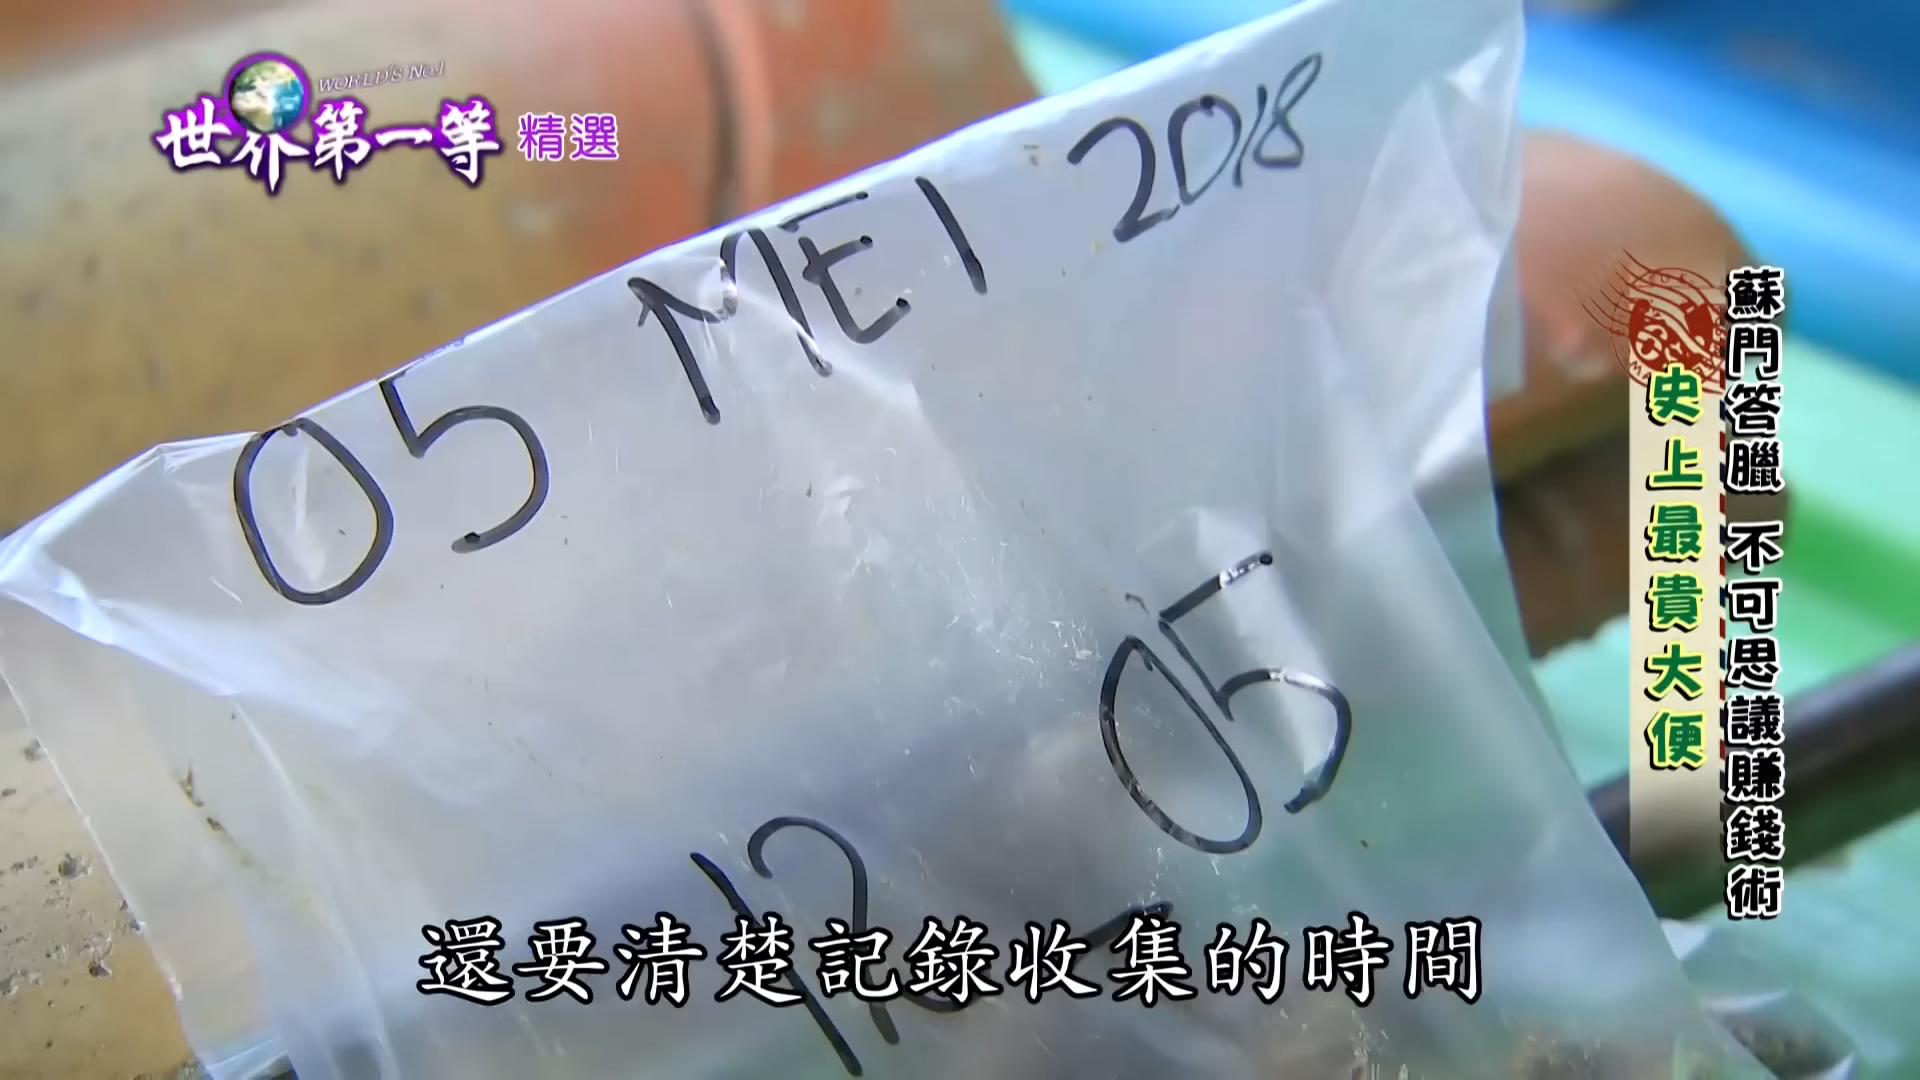 WORLD'S No.1
世界第一等 精選
05 MEI 2018
05
蘇門答臘 不可思議賺錢術
史上最貴大便
還要清楚記錄收集的時間